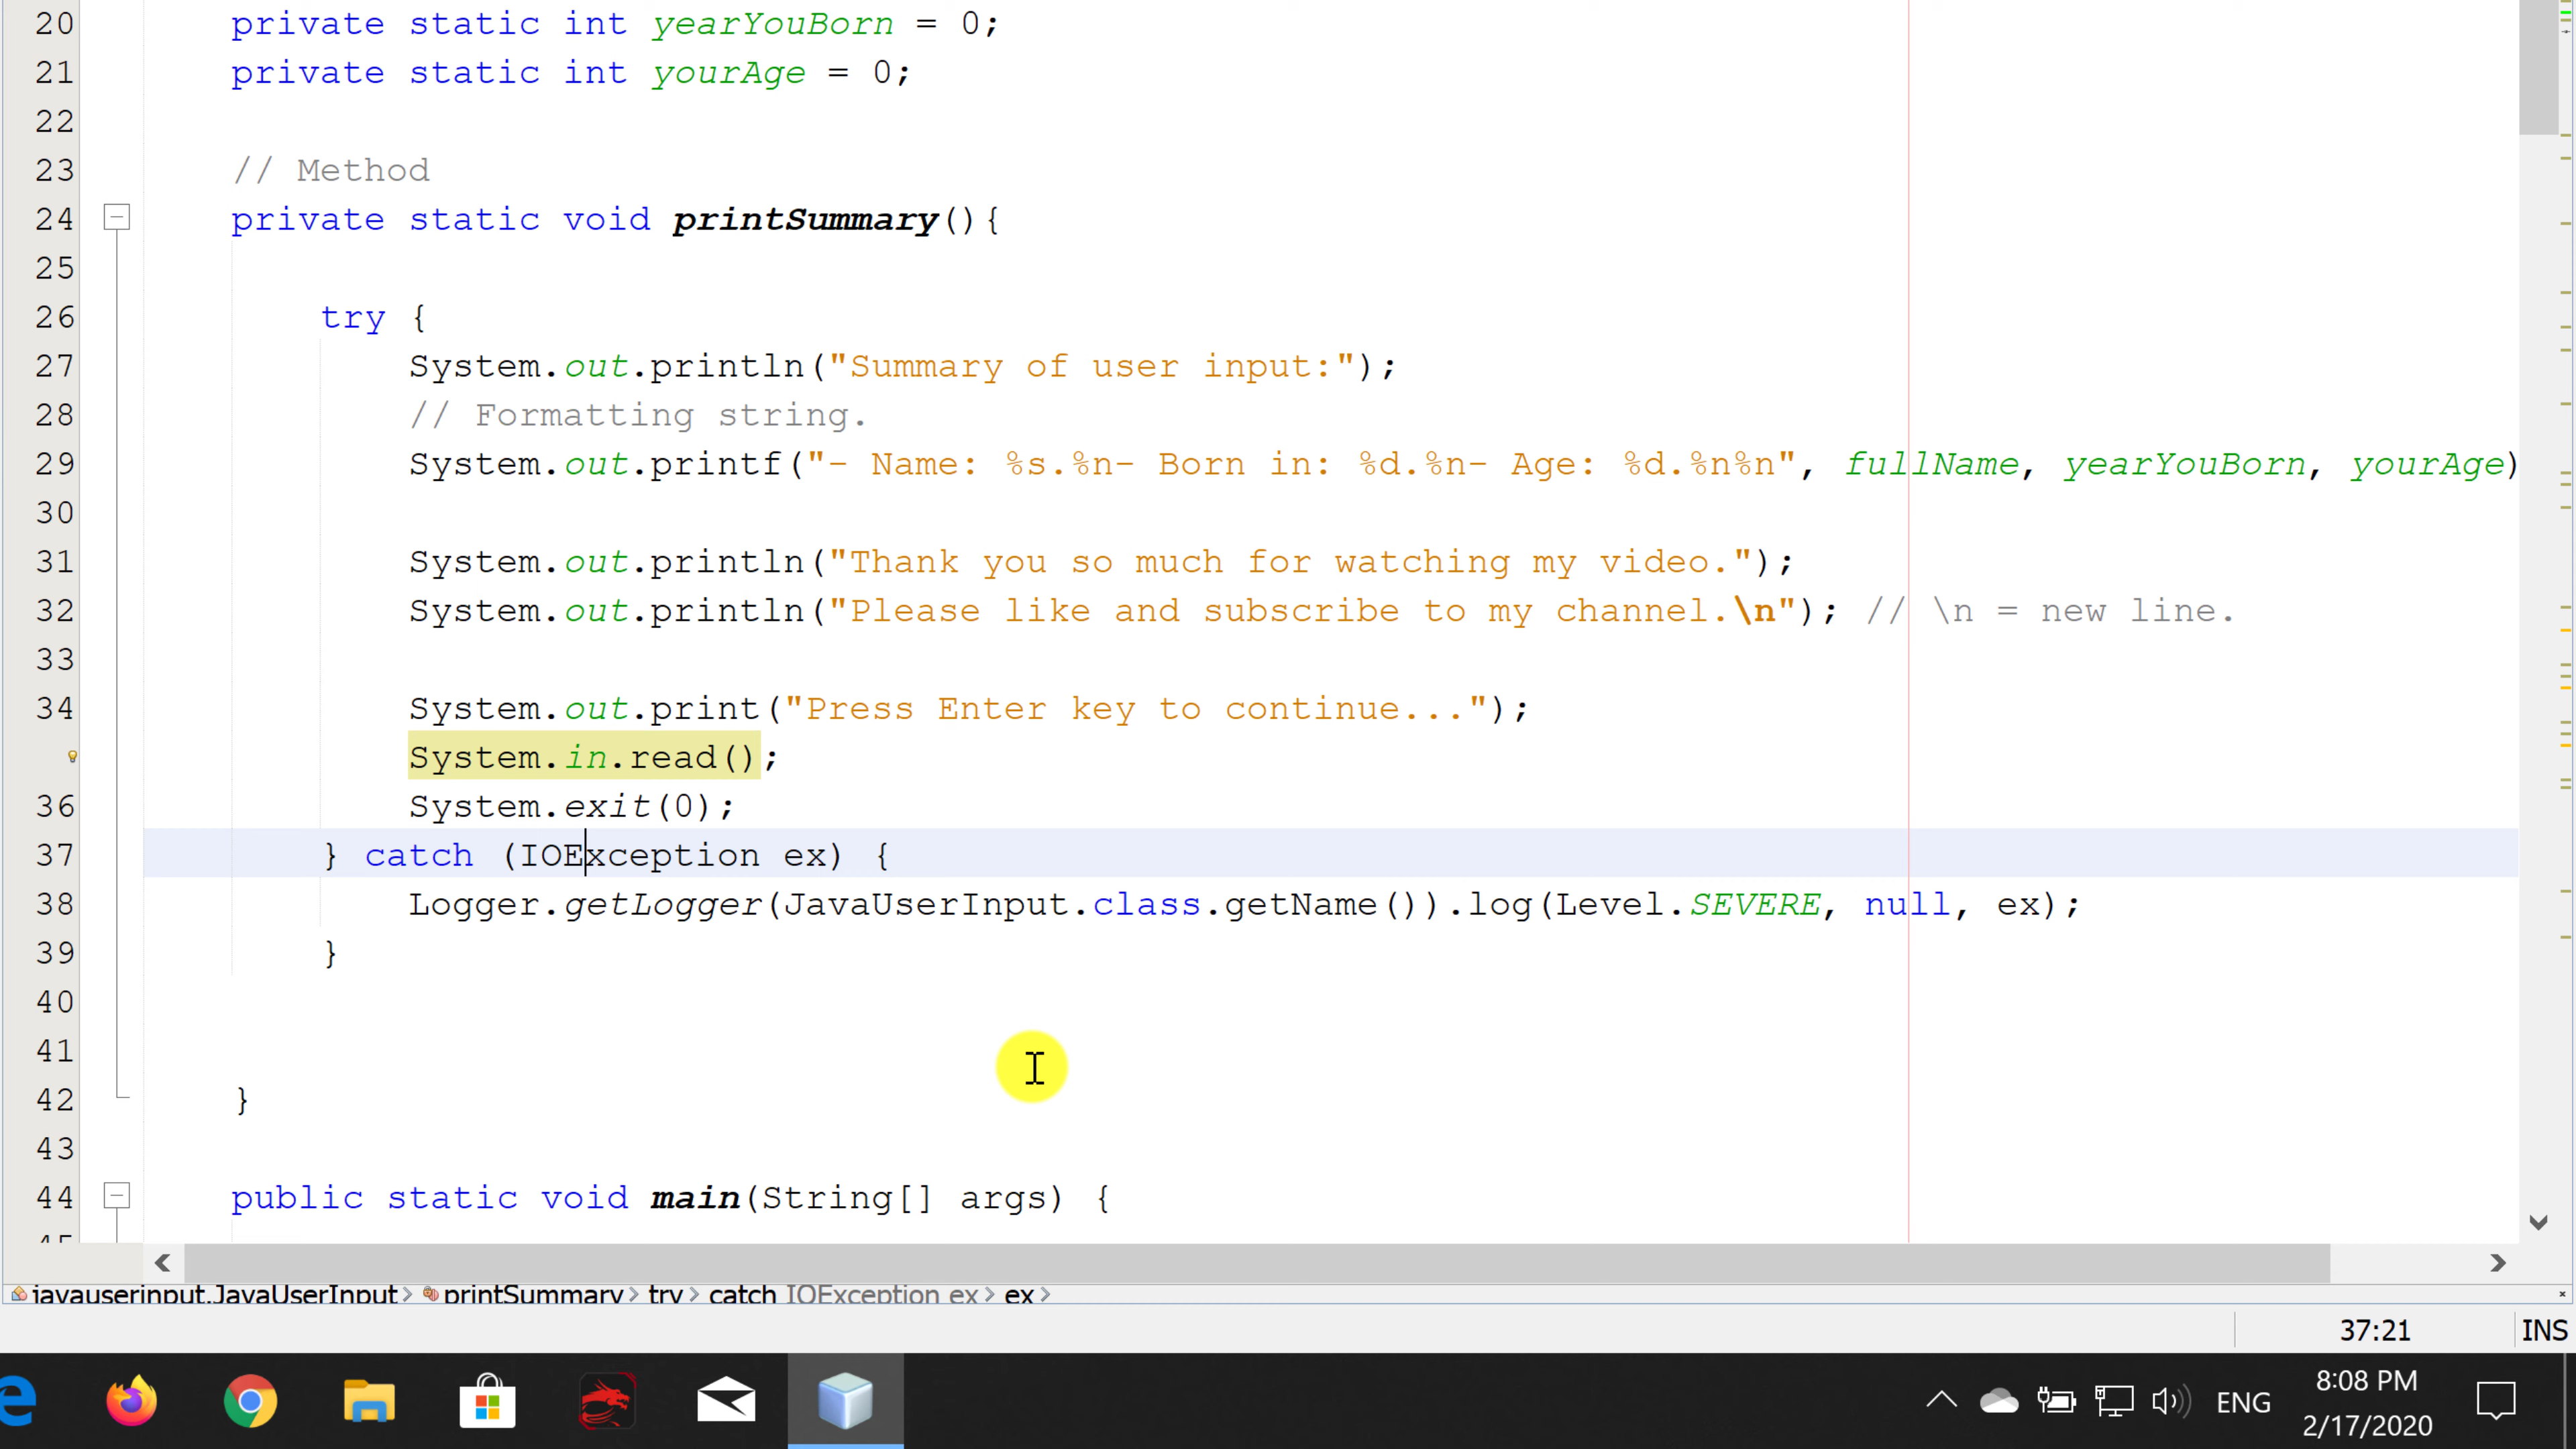 20 private static int yearYouBorn = 0;
21 private static int yourAge = 0;
22
23 // Method
24 private static void printSummary(){
25
26 try {
27 System.out.println("Summary of user input:");
28 // Formatting string.
29 System.out.printf("- Name: %s.%n- Born in: %d.%n- Age: %d.%n%n", fullName, yearYouBorn, yourAge)
30
31 System.out.println("Thank you so much for watching my video.");
32 System.out.println("Please like and subscribe to my channel.\n"); // \n = new line.
33
34 System.out.print("Press Enter key to continue...");
System.in.read();
36 System.exit(0);
37 } catch (IOException ex) {
38 Logger.getLogger(JavaUserInput.class.getName()).log(Level.SEVERE, null, ex);
39 }
40
41
42 }
43
44 public static void main(String[] args) {
45
javauserinput.JavaUserInput > printSummary > try > catch IOException ex > ex >
37:21 INS
ENG
8:08 PM
2/17/2020